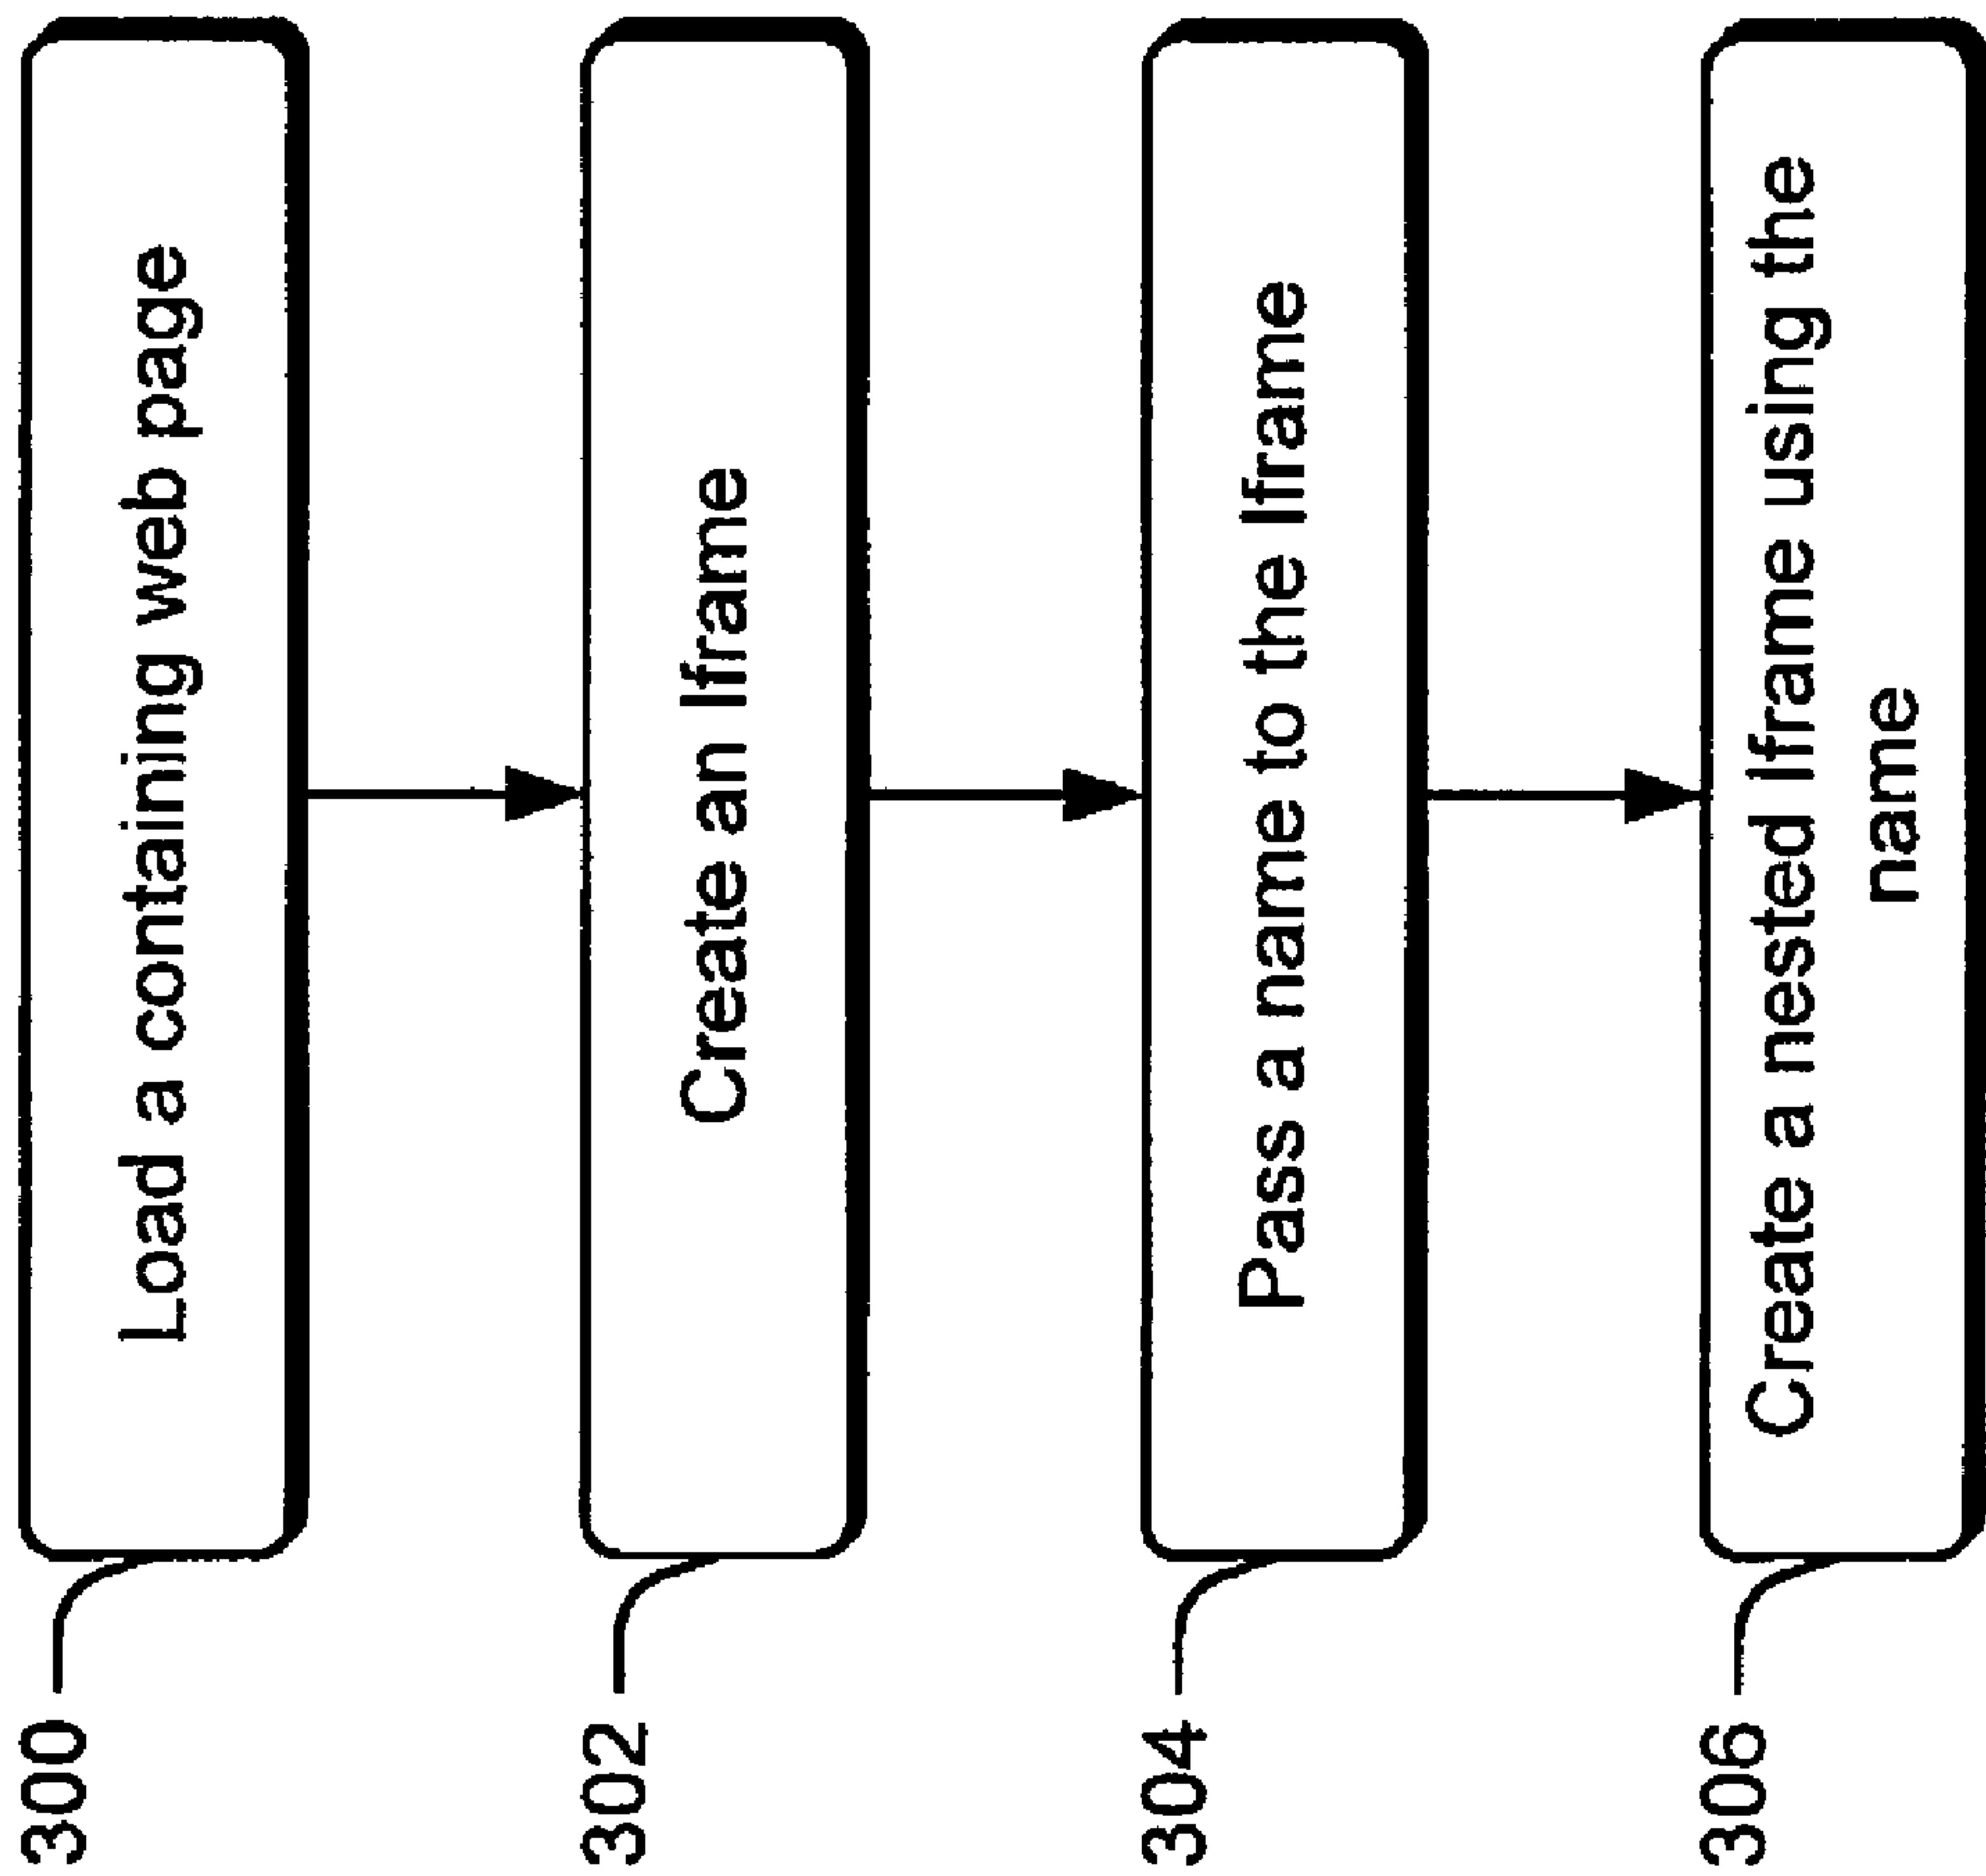 300
Load a containing web page
302
Create an Iframe
304
Pass a name to the Iframe
306
Create a nested Iframe using the
name